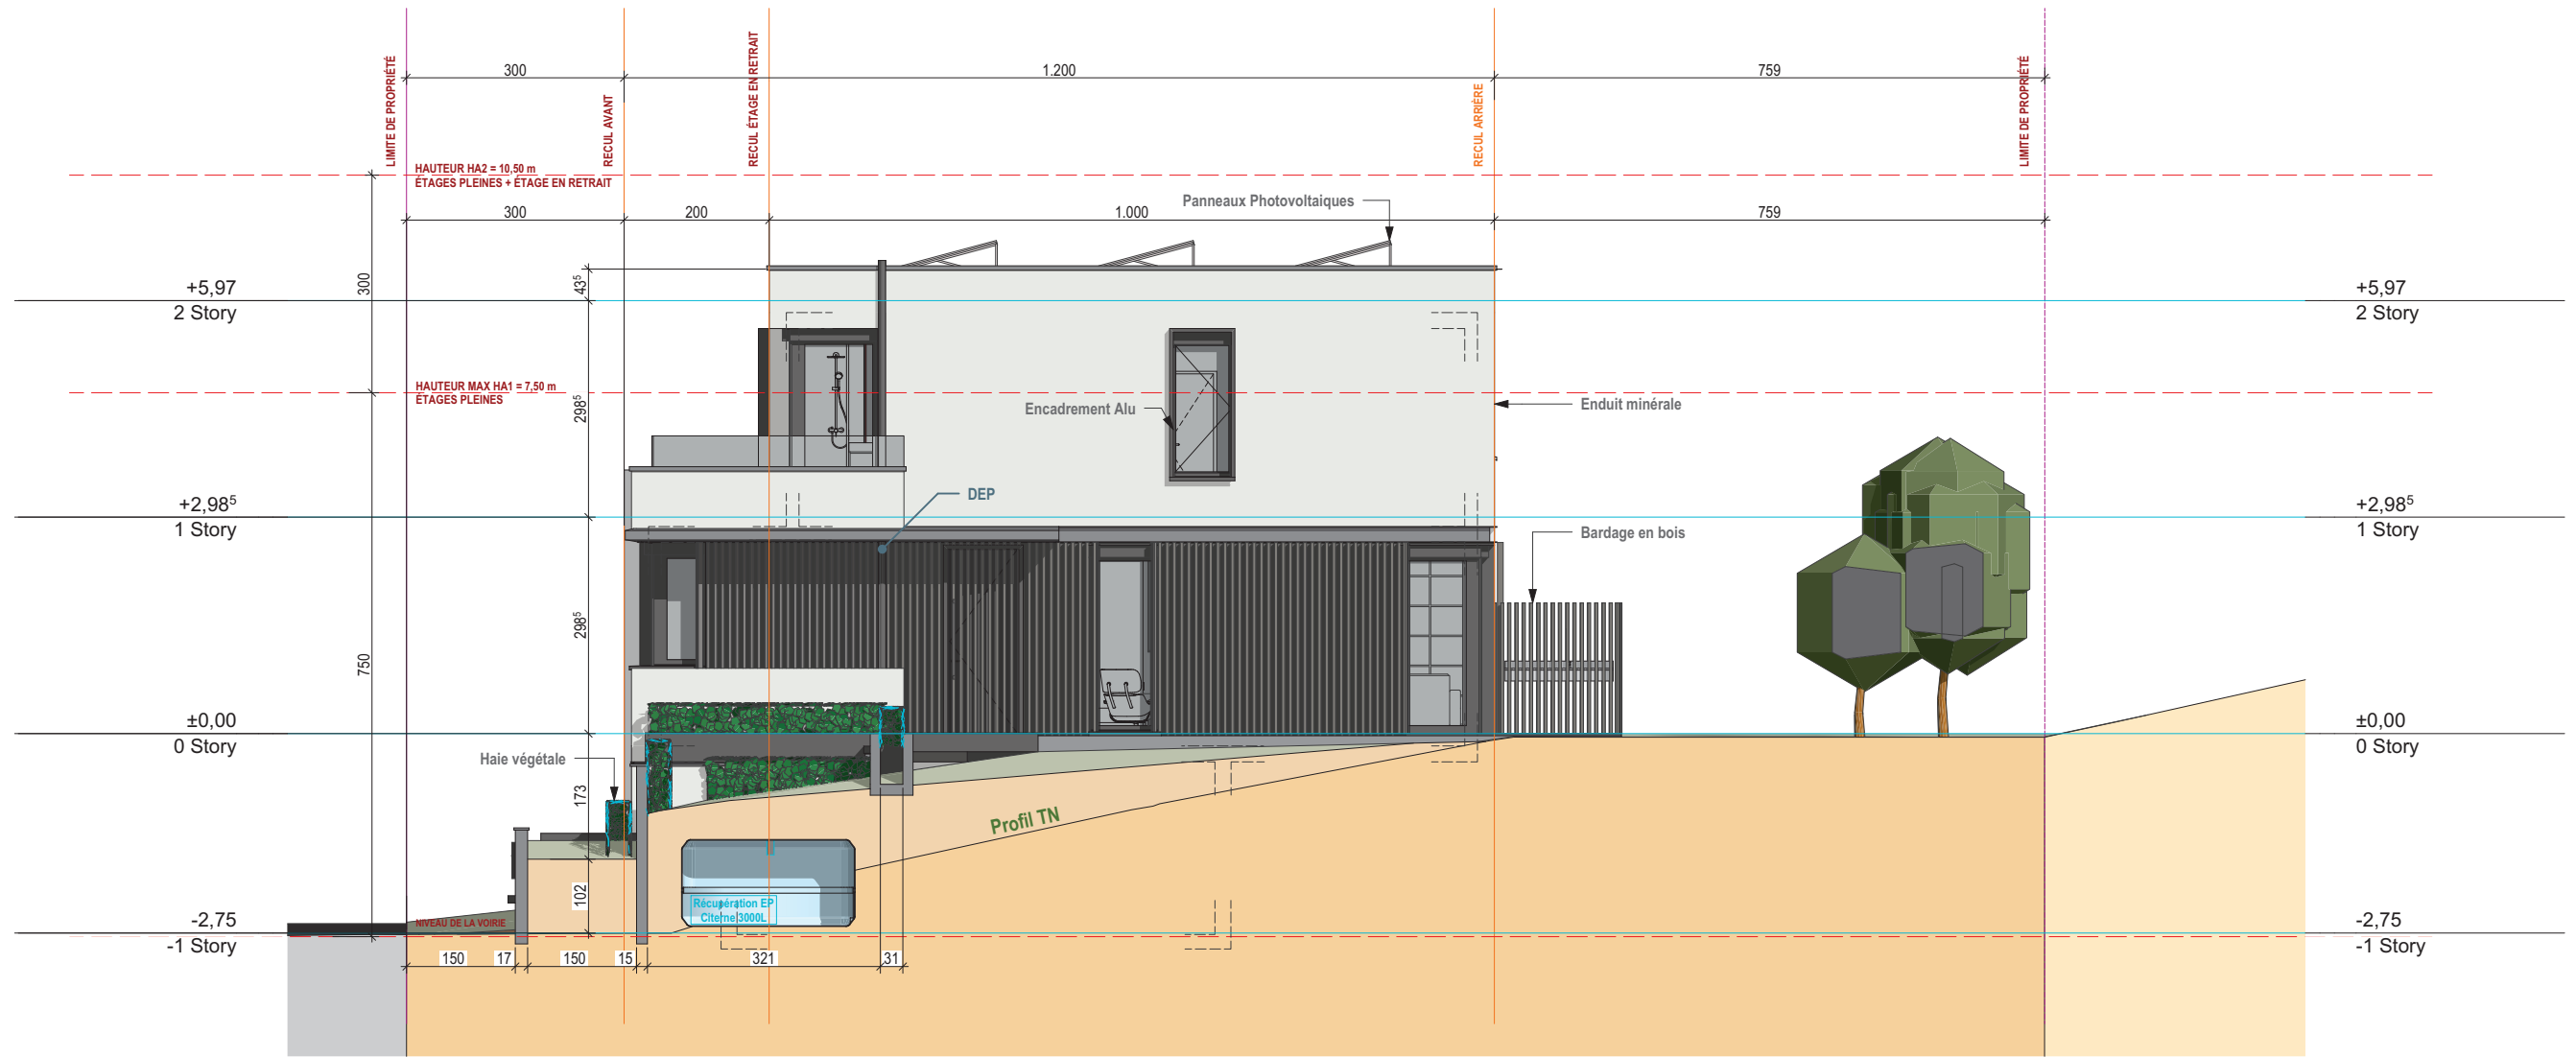 300
1.200
759
LIMITE DE PROPRIÉTÉ
RECUL AVANT
RECUL ÉTAGE EN RETRAIT
RECUL ARRIÈRE
LIMITE DE PROPRIÉTÉ
HAUTEUR HA2 = 10,50 m
ÉTAGES PLEINES + ÉTAGE EN RETRAIT
300
200
1.000
759
Panneaux Photovoltaiques
+5,97
2 Story
300
43⁵
+5,97
2 Story
HAUTEUR MAX HA1 = 7,50 m
ÉTAGES PLEINES
298⁵
Encadrement Alu
Enduit minérale
+2,98⁵
1 Story
DEP
+2,98⁵
1 Story
Bardage en bois
298⁵
750
±0,00
0 Story
±0,00
0 Story
Haie végétale
173
Profil TN
102
Récupération EP
Citerne 3000L
-2,75
-1 Story
NIVEAU DE LA VOIRIE
-2,75
-1 Story
150
17
150
15
321
31